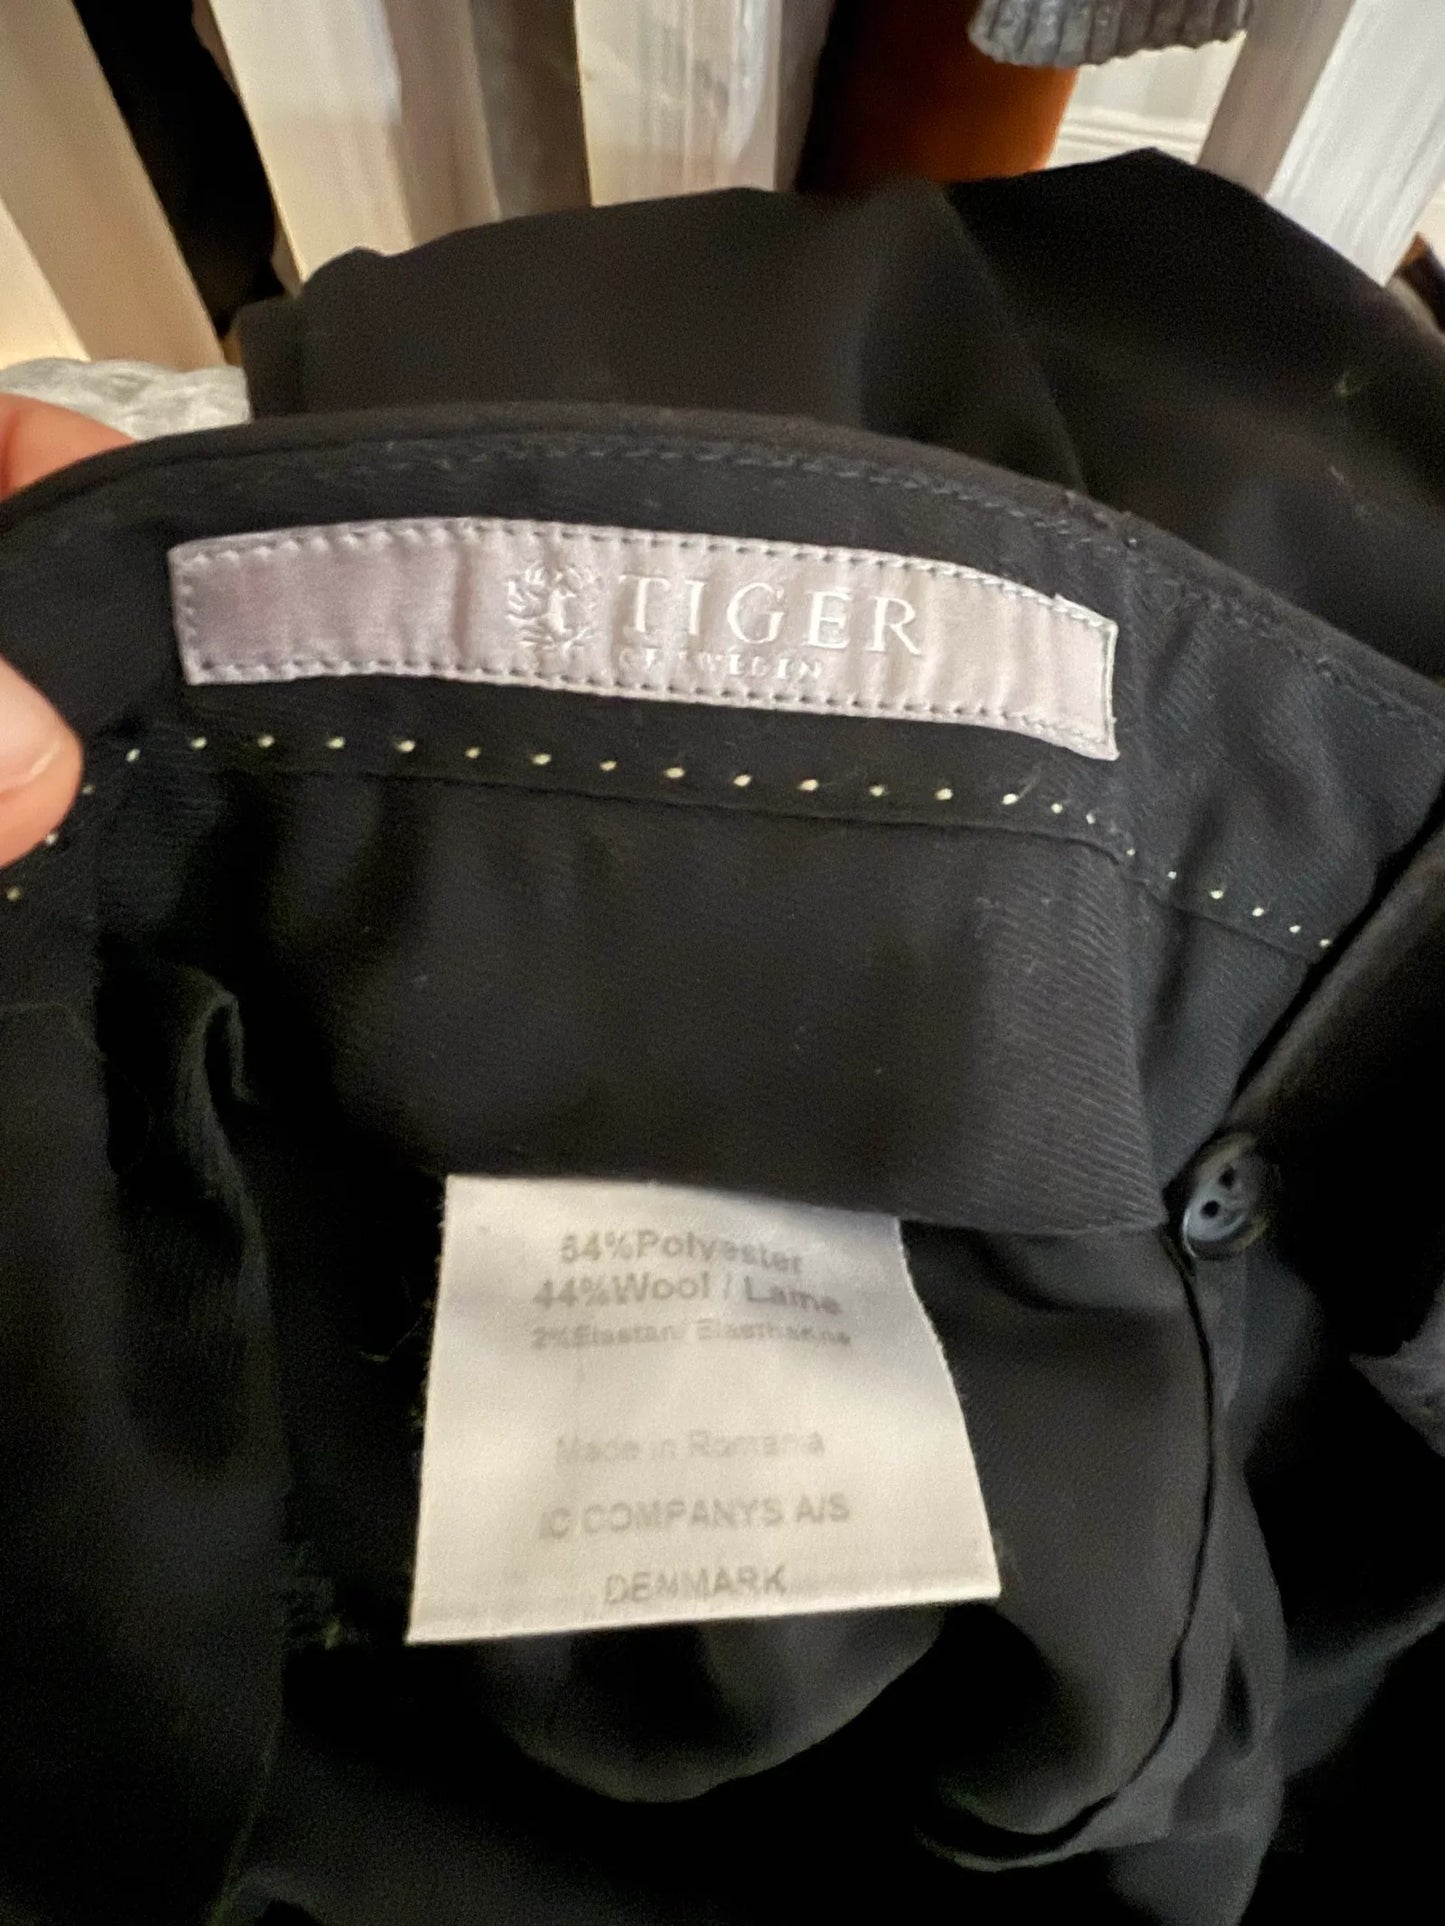 TIGER
OF SWEDEN
54%Polyester
44%Wool / Laine
2%Elastan/ Elasthanne
Made in Romania
IC COMPANYS A/S
DENMARK